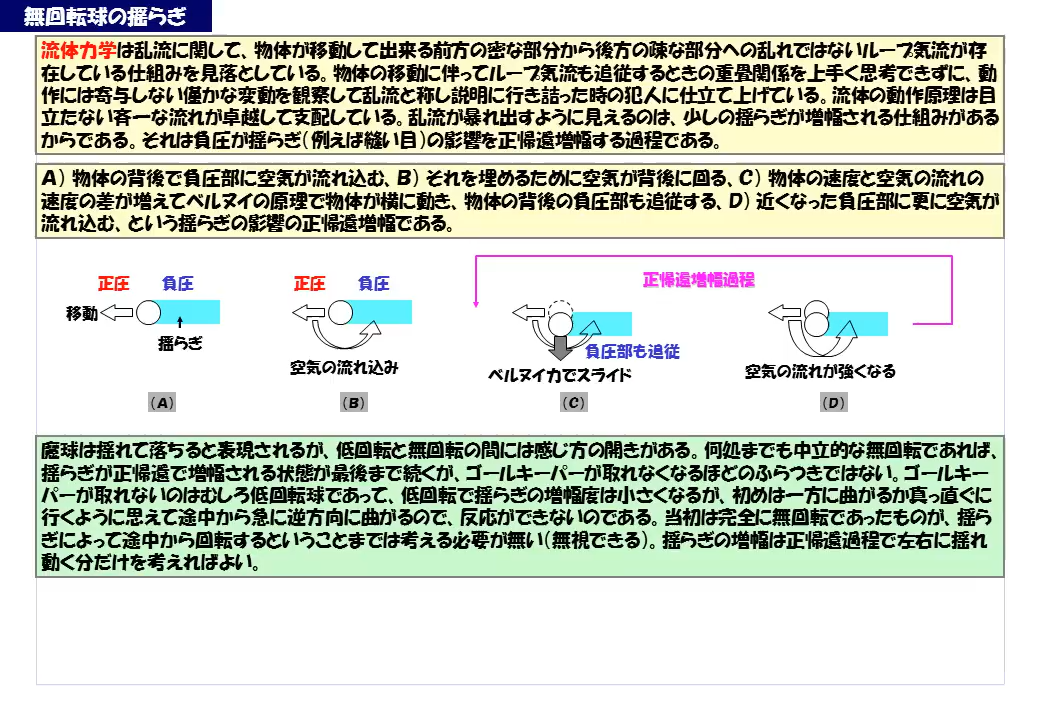 無回転球の揺らぎ
流体力学は乱流に関して、物体が移動して出来る前方の密な部分から後方の疎な部分への乱れではないループ気流が存
在している仕組みを見落としている。物体の移動に伴ってループ気流も追従するときの重畳関係を上手く思考できずに、動
作には寄与しない僅かな変動を観察して乱流と称し説明に行き詰った時の犯人に仕立て上げている。流体の動作原理は目
立たない斉一な流れが卓越して支配している。乱流が暴れ出すように見えるのは、少しの揺らぎが増幅される仕組みがある
からである。それは負圧が揺らぎ(例えば縫い目)の影響を正帰還増幅する過程である。
A)物体の背後で負圧部に空気が流れ込む、B)それを埋めるために空気が背後に回る、C)物体の速度と空気の流れの
速度の差が増えてベルヌイの原理で物体が横に動き、物体の背後の負圧部も追従する、D)近くなった負圧部に更に空気が
流れ込む、という揺らぎの影響の正帰還増幅である。
正帰還増幅過程
正圧 負圧 正圧 負圧
移動
揺らぎ
負圧部も追従
空気の流れ込み
ベルヌイ力でスライド
空気の流れが強くなる
(A) (B) (C) (D)
魔球は揺れて落ちると表現されるが、低回転と無回転の間には感じ方の開きがある。何処までも中立的な無回転であれば、
揺らぎが正帰還で増幅される状態が最後まで続くが、ゴールキーパーが取れなくなるほどのふらつきではない。ゴールキー
パーが取れないのはむしろ低回転球であって、低回転で揺らぎの増幅度は小さくなるが、初めは一方に曲がるか真っ直ぐに
行くように思えて途中から急に逆方向に曲がるので、反応ができないのである。当初は完全に無回転であったものが、揺ら
ぎによって途中から回転するということまでは考える必要が無い(無視できる)。揺らぎの増幅は正帰還過程で左右に揺れ
動く分だけを考えればよい。